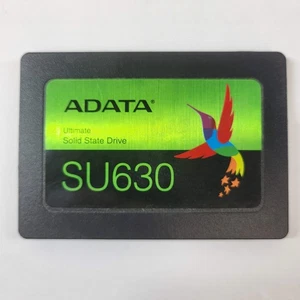 ADATA
Ultimate
Solid State Drive
SU630